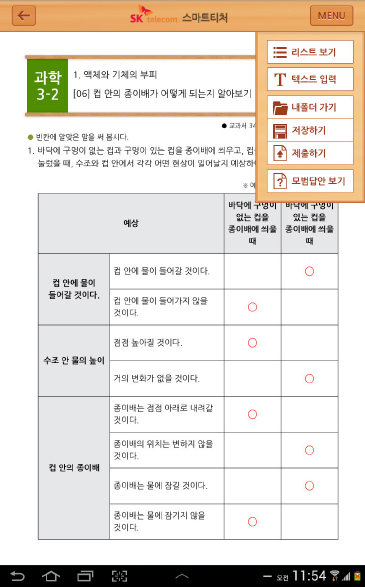 SK telecom 스마트티처
MENU
리스트 보기
텍스트 입력
내폴더 가기
저장하기
제출하기
모범답안 보기
과학
3-2
1. 액체와 기체의 부피
[06] 컵 안의 종이배가 어떻게 되는지 알아보기
● 교과서 34
● 빈칸에 알맞은 말을 써 봅시다.
1. 바닥에 구멍이 없는 컵과 구멍이 있는 컵을 종이배에 씌우고,
눌렀을 때, 수조와 컵 안에서 각각 어떤 현상이 일어날지
예상
바닥에 구멍이
없는 컵을
종이배에 씌울
때
바닥에 구멍이
있는 컵을
종이배에 씌울
때
컵 안에 물이
들어갈 것이다.
컵 안에 물이 들어갈 것이다.
○
컵 안에 물이 들어가지 않을
것이다.
○
수조 안 물의 높이
점점 높아질 것이다.
○
거의 변화가 없을 것이다.
○
컵 안의 종이배
종이배는 점점 아래로 내려갈
것이다.
○
종이배의 위치는 변하지 않을
것이다.
○
종이배는 물에 잠길 것이다.
○
종이배는 물에 잠기지 않을
것이다.
○
오전 11:54